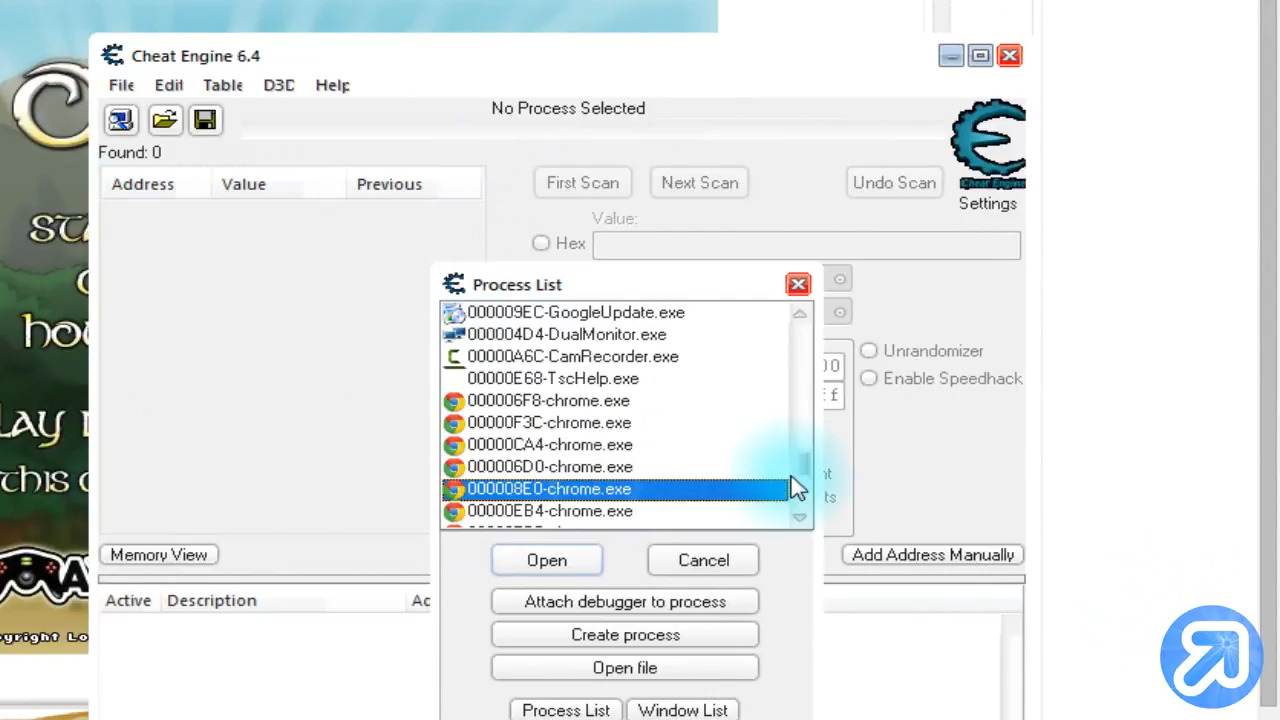 Cheat Engine 6.4
File Edit Table D3D Help
No Process Selected
Found: 0
Address Value Previous
First Scan Next Scan Undo Scan
Cheat Engine
Settings
Value:
Hex
Process List
000009EC-GoogleUpdate.exe
000004D4-DualMonitor.exe
00000A6C-CamRecorder.exe
00000E68-TscHelp.exe
000006F8-chrome.exe
00000F3C-chrome.exe
00000CA4-chrome.exe
000006D0-chrome.exe
000008E0-chrome.exe
00000EB4-chrome.exe
Unrandomizer
Enable Speedhack
Open Cancel
Memory View
Add Address Manually
Attach debugger to process
Active Description
Create process
Open file
Process List Window List